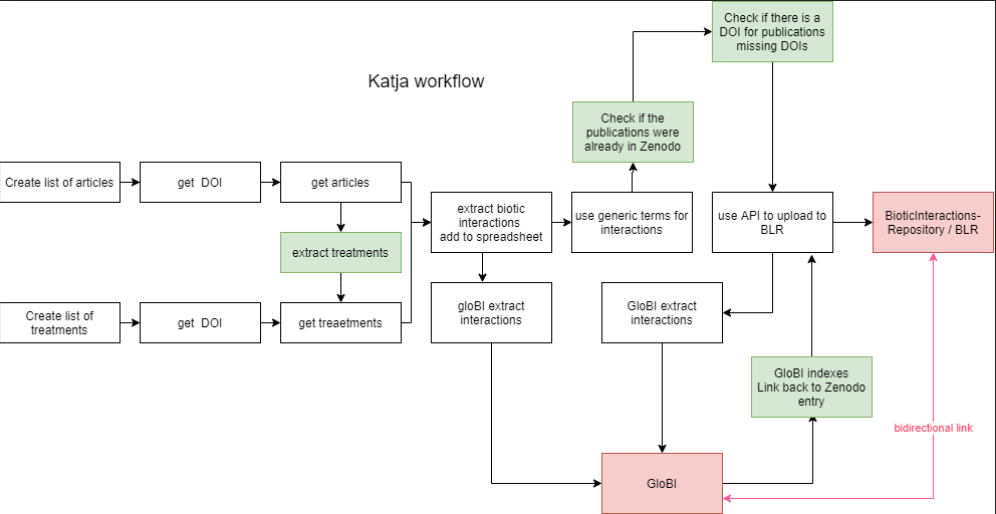 Check if there is a
DOI for publications
missing DOIs
Katja workflow
Check if the
publications were
already in Zenodo
Create list of articles
get DOI
get articles
extract biotic
interactions
add to spreadsheet
use generic terms for
interactions
use API to upload to
BLR
BioticInteractions-
Repository / BLR
extract treatments
Create list of
treatments
get DOI
get treaetments
gloBI extract
interactions
GloBI extract
interactions
GloBI indexes
Link back to Zenodo
entry
bidirectional link
GloBI